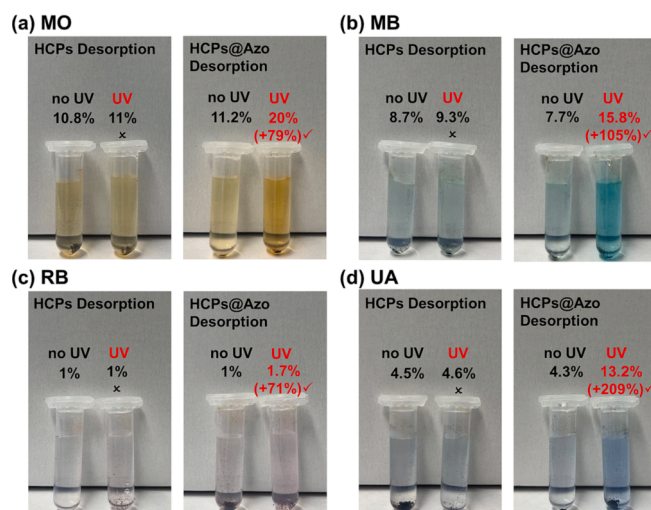 (a) MO
HCPs Desorption
no UV UV
10.8% 11%
×
HCPs@Azo
Desorption
no UV UV
11.2% 20%
(+79%)✓
(b) MB
HCPs Desorption
no UV UV
8.7% 9.3%
×
HCPs@Azo
Desorption
no UV UV
7.7% 15.8%
(+105%)✓
(c) RB
HCPs Desorption
no UV UV
1% 1%
×
HCPs@Azo
Desorption
no UV UV
1% 1.7%
(+71%)✓
(d) UA
HCPs Desorption
no UV UV
4.5% 4.6%
×
HCPs@Azo
Desorption
no UV UV
4.3% 13.2%
(+209%)✓